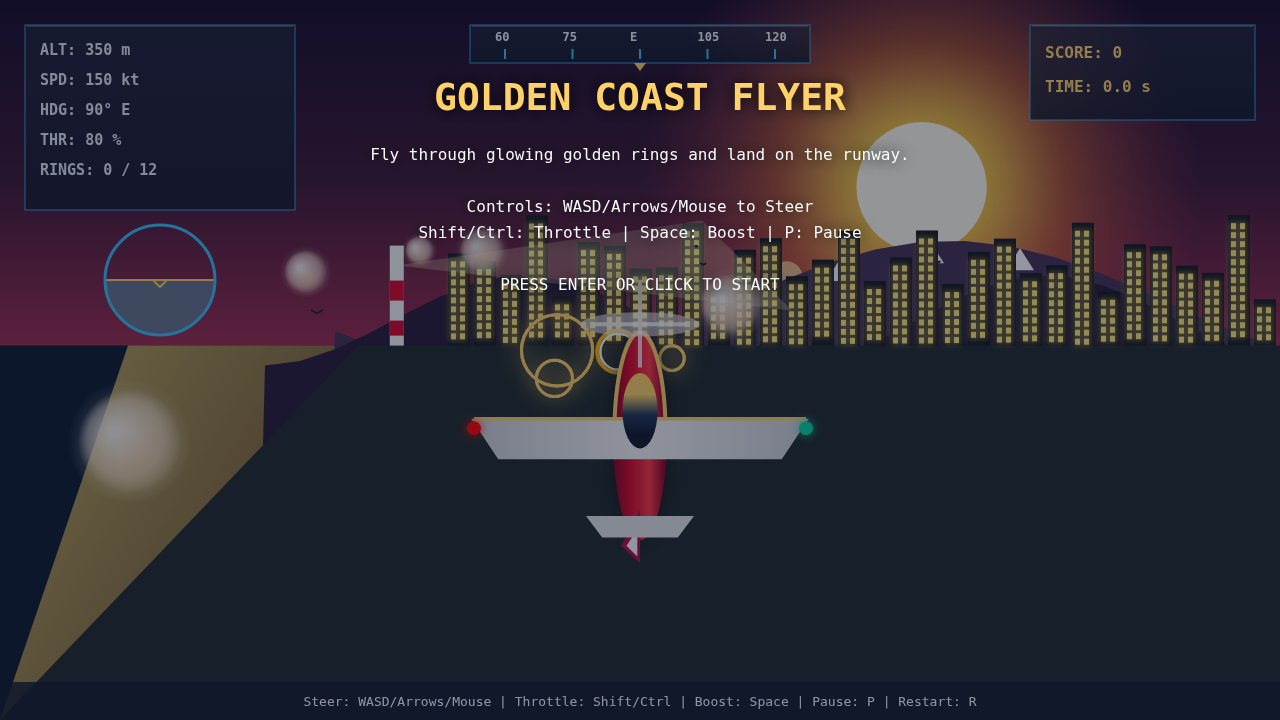 ALT: 350 m
SPD: 150 kt
HDG: 90° E
THR: 80 %
RINGS: 0 / 12
60 75 E 105 120
SCORE: 0
TIME: 0.0 s
GOLDEN COAST FLYER
Fly through glowing golden rings and land on the runway.
Controls: WASD/Arrows/Mouse to Steer
Shift/Ctrl: Throttle | Space: Boost | P: Pause
PRESS ENTER OR CLICK TO START
Steer: WASD/Arrows/Mouse | Throttle: Shift/Ctrl | Boost: Space | Pause: P | Restart: R